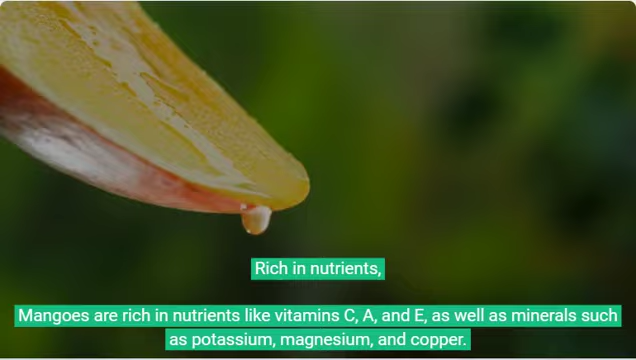 Rich in nutrients,
Mangoes are rich in nutrients like vitamins C, A, and E, as well as minerals such
as potassium, magnesium, and copper.